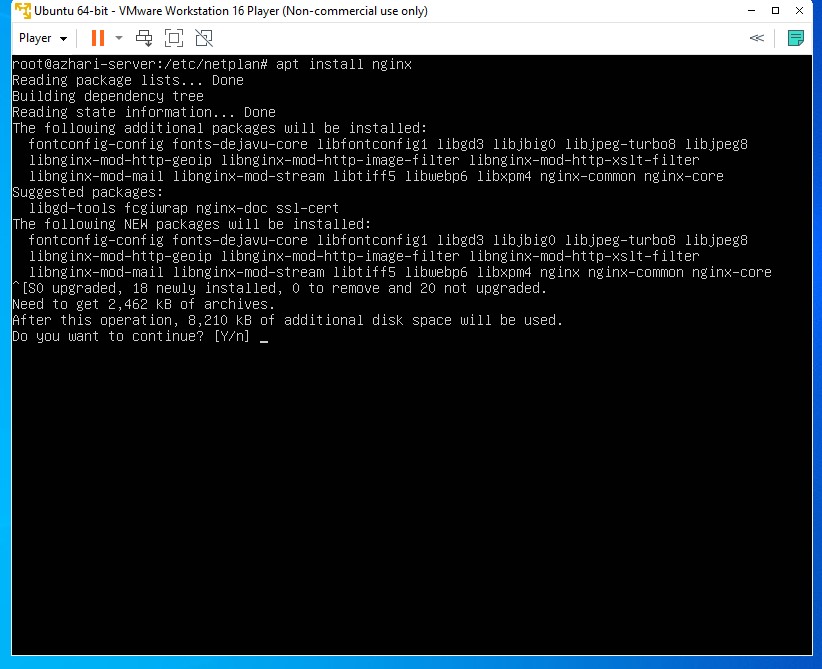 Ubuntu 64-bit - VMware Workstation 16 Player (Non-commercial use only)
Player
root@azhari-server:/etc/netplan# apt install nginx
Reading package lists... Done
Building dependency tree
Reading state information... Done
The following additional packages will be installed:
  fontconfig-config fonts-dejavu-core libfontconfig1 libgd3 libjbig0 libjpeg-turbo8 libjpeg8
  libnginx-mod-http-geoip libnginx-mod-http-image-filter libnginx-mod-http-xslt-filter
  libnginx-mod-mail libnginx-mod-stream libtiff5 libwebp6 libxpm4 nginx-common nginx-core
Suggested packages:
  libgd-tools fcgiwrap nginx-doc ssl-cert
The following NEW packages will be installed:
  fontconfig-config fonts-dejavu-core libfontconfig1 libgd3 libjbig0 libjpeg-turbo8 libjpeg8
  libnginx-mod-http-geoip libnginx-mod-http-image-filter libnginx-mod-http-xslt-filter
  libnginx-mod-mail libnginx-mod-stream libtiff5 libwebp6 libxpm4 nginx nginx-common nginx-core
^[S0 upgraded, 18 newly installed, 0 to remove and 20 not upgraded.
Need to get 2,462 kB of archives.
After this operation, 8,210 kB of additional disk space will be used.
Do you want to continue? [Y/n] _